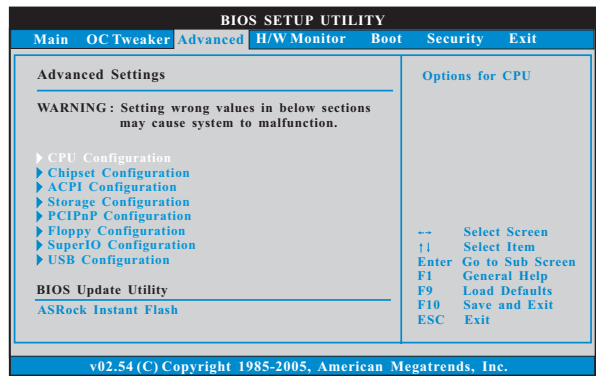 BIOS SETUP UTILITY
Main OC Tweaker Advanced H/W Monitor Boot Security Exit
Advanced Settings
WARNING : Setting wrong values in below sections
may cause system to malfunction.
CPU Configuration
Chipset Configuration
ACPI Configuration
Storage Configuration
PCIPnP Configuration
Floppy Configuration
SuperIO Configuration
USB Configuration
BIOS Update Utility
ASRock Instant Flash
Options for CPU
←→ Select Screen
↑↓ Select Item
Enter Go to Sub Screen
F1 General Help
F9 Load Defaults
F10 Save and Exit
ESC Exit
v02.54 (C) Copyright 1985-2005, American Megatrends, Inc.